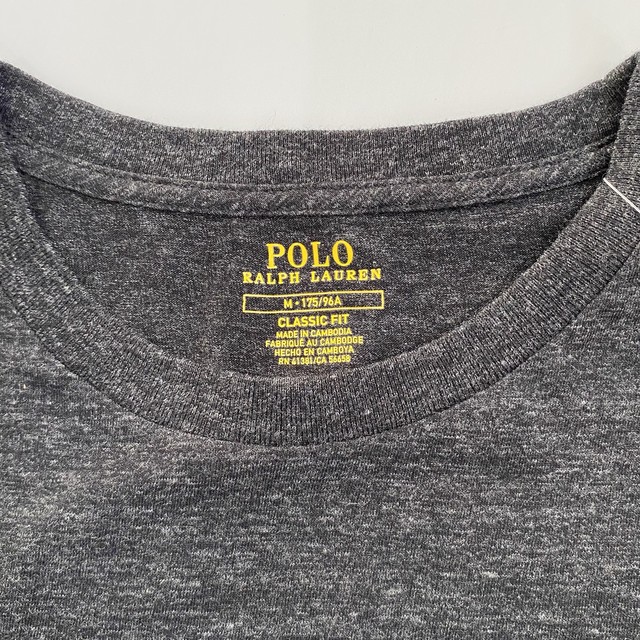 POLO
RALPH LAUREN
M • 175/96A
CLASSIC FIT
MADE IN CAMBODIA
FABRIQUÉ AU CAMBODGE
HECHO EN CAMBOYA
RN 41381/CA 56658